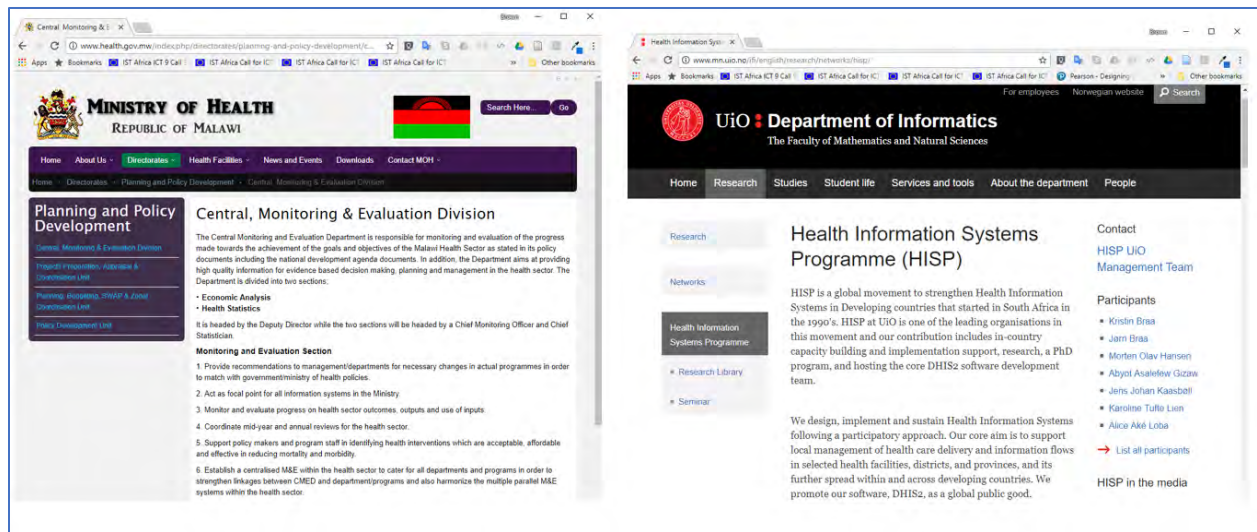 Central, Monitoring & E
www.health.gov.mw/index.php/directorates/planning-and-policy-development/c...
Apps Bookmarks IST Africa ICT 9 Call IST Africa Call for IC IST Africa Call for IC IST Africa Call for IC » Other bookmarks
MINISTRY OF HEALTH
REPUBLIC OF MALAWI
Search Here... Go
Home About Us Directorates Health Facilities News and Events Downloads Contact MOH
Home Directorates Planning and Policy Development Central, Monitoring & Evaluation Division
Planning and Policy
Development
Central, Monitoring & Evaluation Division
Projects Preparation, Appraisal &
Coordination Unit
Planning, Budgeting, SWAP & Zonal
Coordination Unit
Policy Development Unit
Central, Monitoring & Evaluation Division
The Central Monitoring and Evaluation Department is responsible for monitoring and evaluation of the progress
made towards the achievement of the goals and objectives of the Malawi Health Sector as stated in its policy
documents including the national development agenda documents. In addition, the Department aims at providing
high quality information for evidence based decision making, planning and management in the health sector. The
Department is divided into two sections;
• Economic Analysis
• Health Statistics
It is headed by the Deputy Director while the two sections will be headed by a Chief Monitoring Officer and Chief
Statistician.
Monitoring and Evaluation Section
1. Provide recommendations to management/departments for necessary changes in actual programmes in order
to match with government/ministry of health policies.
2. Act as focal point for all information systems in the Ministry
3. Monitor and evaluate progress on health sector outcomes, outputs and use of inputs
4. Coordinate mid-year and annual reviews for the health sector.
5. Support policy makers and program staff in identifying health interventions which are acceptable, affordable
and effective in reducing mortality and morbidity.
6. Establish a centralised M&E within the health sector to cater for all departments and programs in order to
strengthen linkages between CMED and department/programs and also harmonize the multiple parallel M&E
systems within the health sector.
Health Information Syst
www.mn.uio.no/ifi/english/research/networks/hisp/
Apps Bookmarks IST Africa ICT 9 Call IST Africa Call for IC IST Africa Call for IC IST Africa Call for IC Pearson - Designing » Other bookmarks
For employees Norwegian website Search
UiO Department of Informatics
The Faculty of Mathematics and Natural Sciences
Home Research Studies Student life Services and tools About the department People
Research
Networks
Health Information
Systems Programme
Research Library
Seminar
Health Information Systems
Programme (HISP)
HISP is a global movement to strengthen Health Information
Systems in Developing countries that started in South Africa in
the 1990's. HISP at UiO is one of the leading organisations in
this movement and our contribution includes in-country
capacity building and implementation support, research, a PhD
program, and hosting the core DHIS2 software development
team.
We design, implement and sustain Health Information Systems
following a participatory approach. Our core aim is to support
local management of health care delivery and information flows
in selected health facilities, districts, and provinces, and its
further spread within and across developing countries. We
promote our software, DHIS2, as a global public good.
Contact
HISP UiO
Management Team
Participants
Kristin Braa
Jørn Braa
Morten Olav Hansen
Abyot Asalefew Gizaw
Jens Johan Kaasbøll
Karoline Tufte Lien
Alice Aké Loba
List all participants
HISP in the media